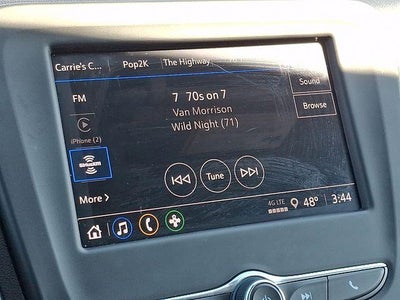 Carrie's C... Pop2K The Highway
Sound
FM
7 70s on 7
Browse
Van Morrison
Wild Night (71)
iPhone (2)
SiriusXM
Tune
More >
4G LTE 48° 3:44